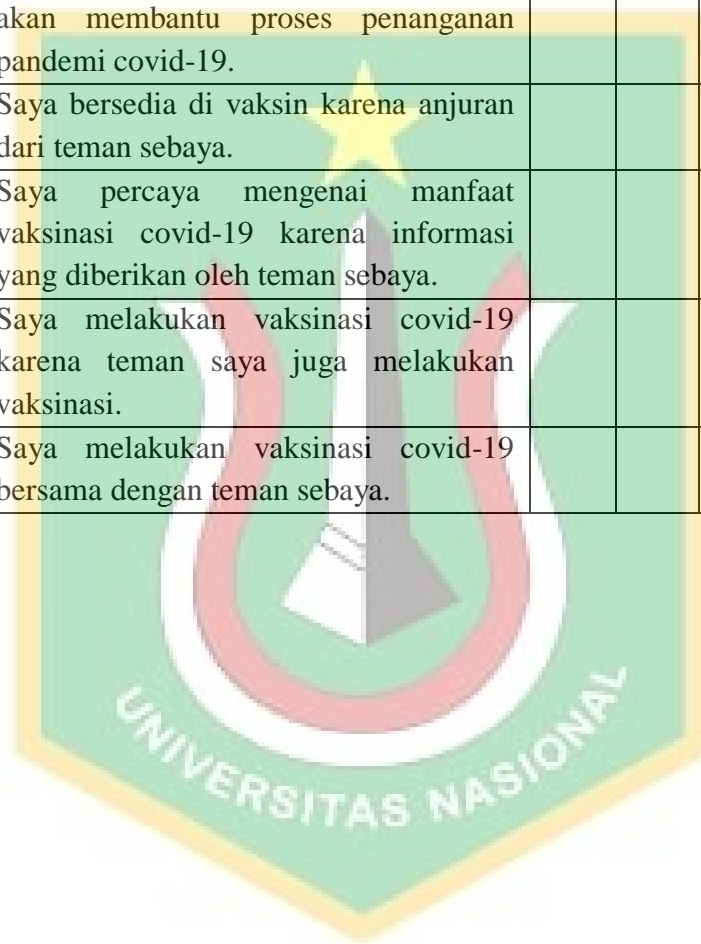 akan membantu proses penanganan
pandemi covid-19.
Saya bersedia di vaksin karena anjuran
dari teman sebaya.
Saya percaya mengenai manfaat
vaksinasi covid-19 karena informasi
yang diberikan oleh teman sebaya.
Saya melakukan vaksinasi covid-19
karena teman saya juga melakukan
vaksinasi.
Saya melakukan vaksinasi covid-19
bersama dengan teman sebaya.
UNIVERSITAS NASIONAL